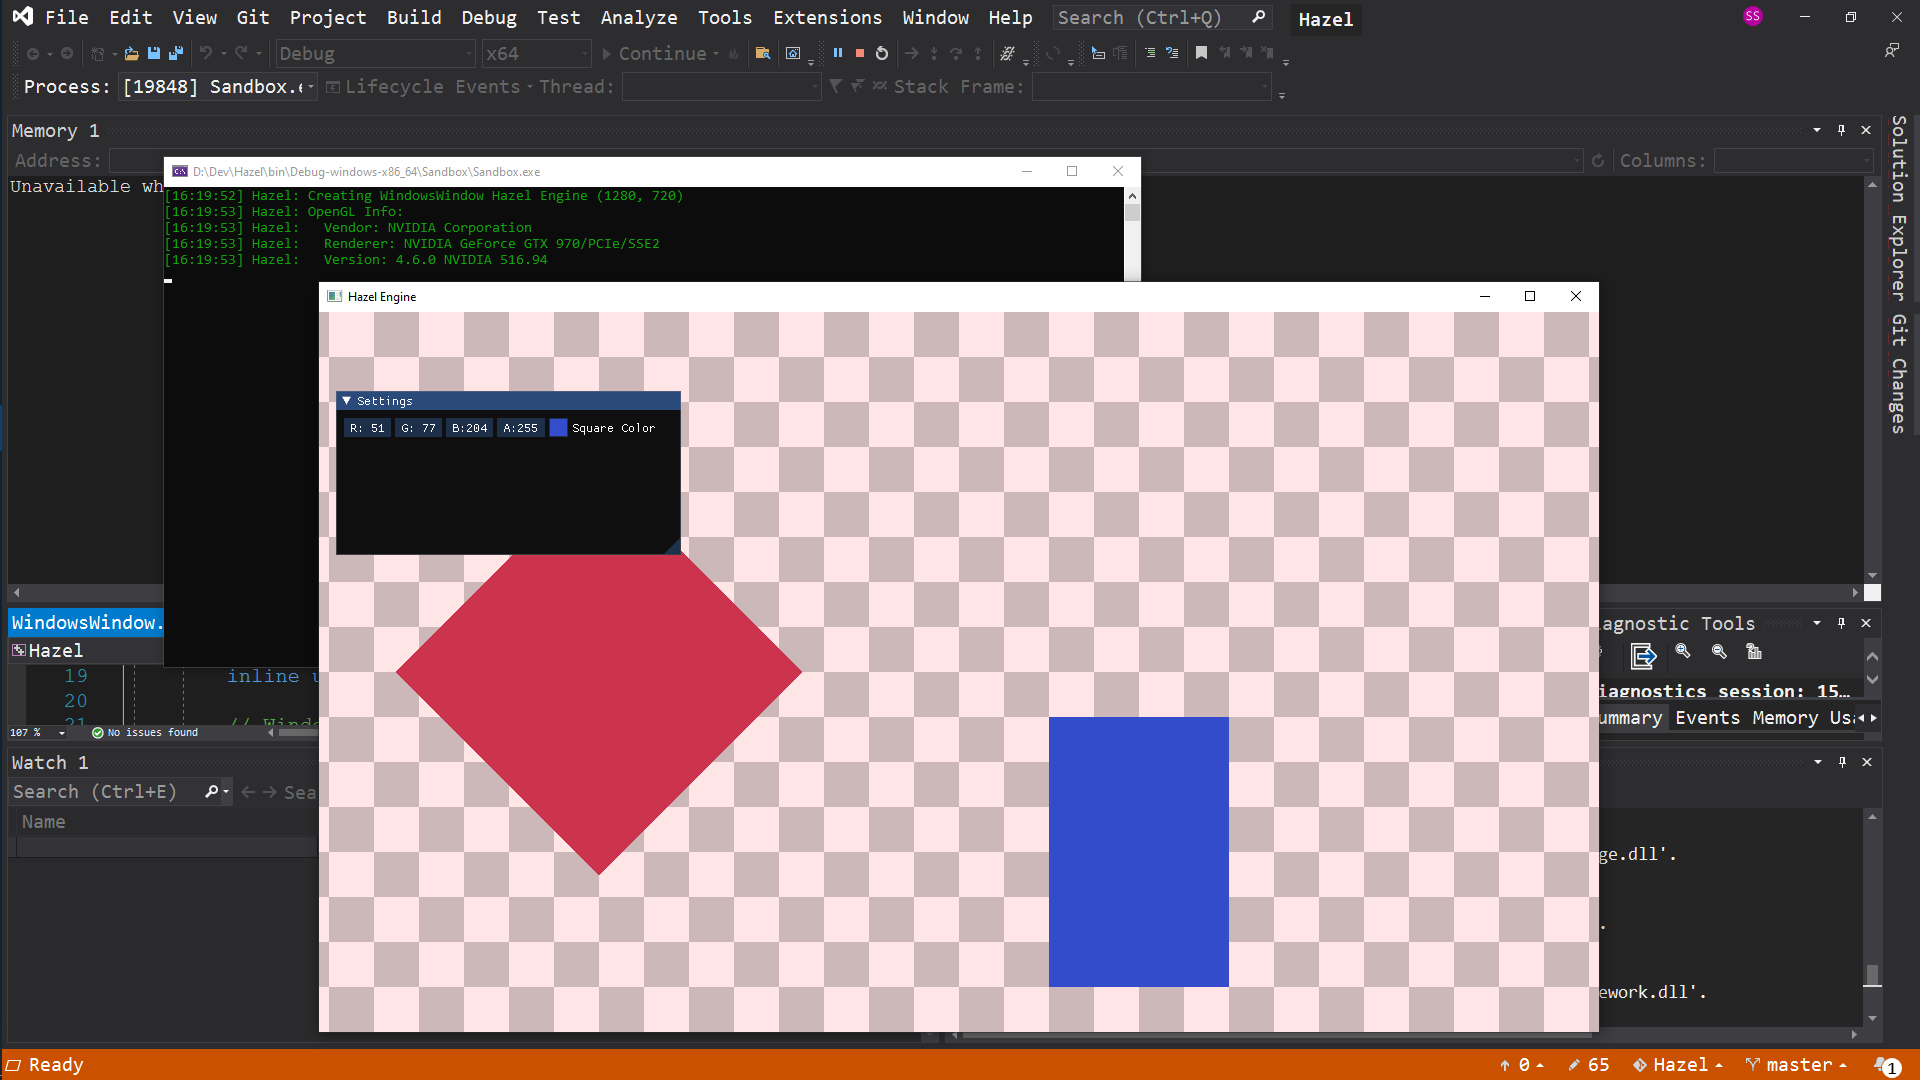 File Edit View Git Project Build Debug Test Analyze Tools Extensions Window Help Search (Ctrl+Q) Hazel SS
Debug x64 Continue
Process: [19848] Sandbox.e Lifecycle Events Thread: Stack Frame:
Memory 1
Address: Columns:
Unavailable wh
D:\Dev\Hazel\bin\Debug-windows-x86_64\Sandbox\Sandbox.exe
[16:19:52] Hazel: Creating WindowsWindow Hazel Engine (1280, 720)
[16:19:53] Hazel: OpenGL Info:
[16:19:53] Hazel:   Vendor: NVIDIA Corporation
[16:19:53] Hazel:   Renderer: NVIDIA GeForce GTX 970/PCIe/SSE2
[16:19:53] Hazel:   Version: 4.6.0 NVIDIA 516.94
Hazel Engine
Settings
R: 51 G: 77 B:204 A:255 Square Color
Solution Explorer
Git Changes
WindowsWindow.
Hazel
19 inline u
20
21 // Windo
107 % No issues found
agnostic Tools
iagnostics session: 15...
ummary Events Memory Us
Watch 1
Search (Ctrl+E) Sea
Name
ge.dll'.
.
ework.dll'.
Ready 0 65 Hazel master 1